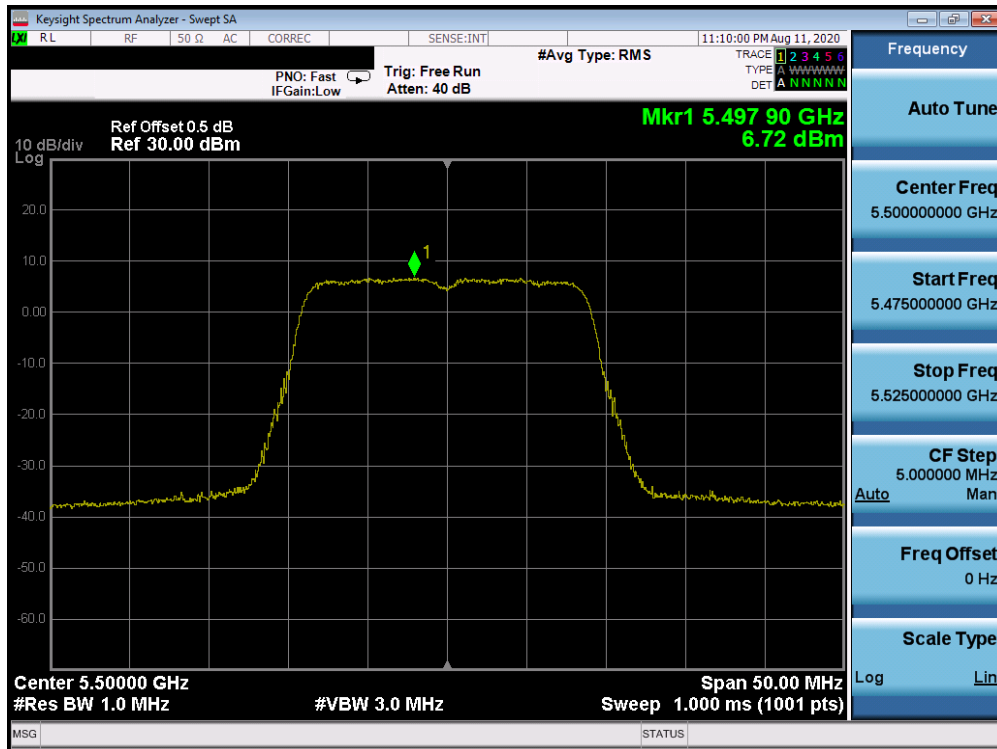 Keysight Spectrum Analyzer - Swept SA
LXI RL RF 50 Ω AC CORREC SENSE:INT 11:10:00 PM Aug 11, 2020
#Avg Type: RMS TRACE 1 2 3 4 5 6
PNO: Fast Trig: Free Run TYPE A WWWWW
IFGain:Low Atten: 40 dB DET A N N N N N
Mkr1 5.497 90 GHz
6.72 dBm
Ref Offset 0.5 dB
10 dB/div Ref 30.00 dBm
Log
1
20.0
10.0
0.00
-10.0
-20.0
-30.0
-40.0
-50.0
-60.0
Center 5.50000 GHz Span 50.00 MHz
#Res BW 1.0 MHz #VBW 3.0 MHz Sweep 1.000 ms (1001 pts)
MSG STATUS
Frequency
Auto Tune
Center Freq
5.500000000 GHz
Start Freq
5.475000000 GHz
Stop Freq
5.525000000 GHz
CF Step
5.000000 MHz
Auto Man
Freq Offset
0 Hz
Scale Type
Log Lin